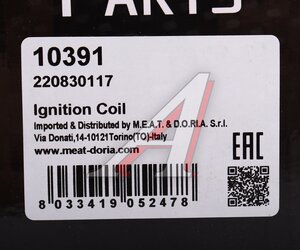 PARTS
10391
220830117
Ignition Coil
Imported & Distributed by M.E.A.T. & D.O.R.I.A. S.r.l.
Via Donati,14-10121Torino(TO)-Italy
www.meat-doria.com
EAC
8 033419 052478